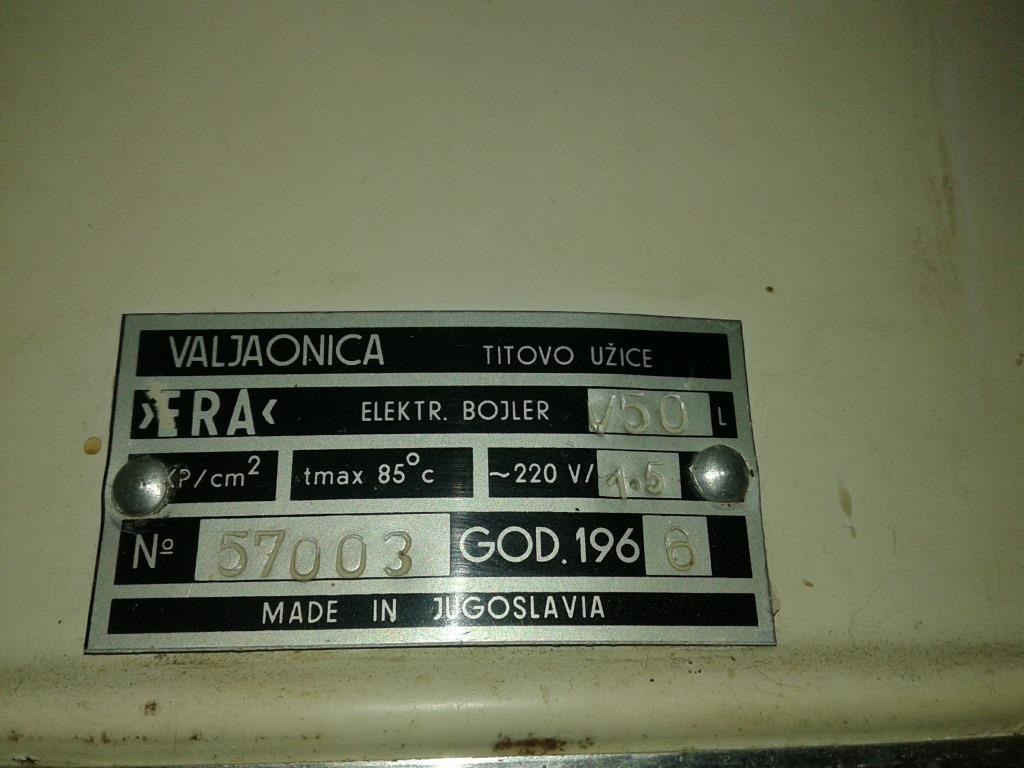 VALJAONICA TITOVO UŽICE
›ERA‹ ELEKTR. BOJLER V50 L
KP/cm² tmax 85°c ~220 V/ 1.5
Nº 57003 GOD. 196 6
MADE IN JUGOSLAVIA